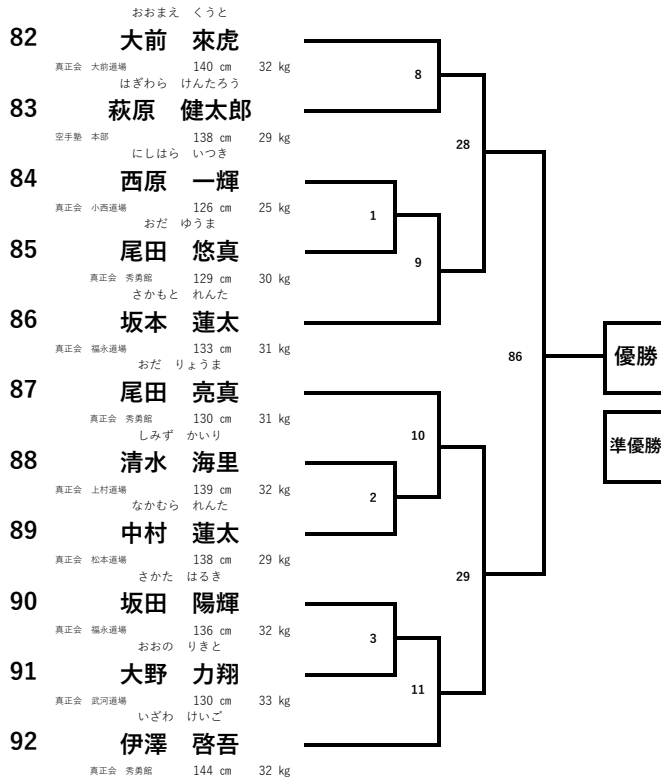 おおまえ　くうと
82 大前　來虎
真正会　大前道場 140 cm 32 kg
8
はぎわら　けんたろう
83 萩原　健太郎
空手塾　本部 138 cm 29 kg
28
にしはら　いつき
84 西原　一輝
真正会　小西道場 126 cm 25 kg
1
おだ　ゆうま
85 尾田　悠真
9
真正会　秀勇館 129 cm 30 kg
さかもと　れんた
86 坂本　蓮太
真正会　福永道場 133 cm 31 kg
86
優勝
おだ　りょうま
87 尾田　亮真
真正会　秀勇館 130 cm 31 kg
10
準優勝
しみず　かいり
88 清水　海里
真正会　上村道場 139 cm 32 kg
2
なかむら　れんた
89 中村　蓮太
真正会　松本道場 138 cm 29 kg
29
さかた　はるき
90 坂田　陽輝
真正会　福永道場 136 cm 32 kg
3
おおの　りきと
91 大野　力翔
11
真正会　武河道場 130 cm 33 kg
いざわ　けいご
92 伊澤　啓吾
真正会　秀勇館 144 cm 32 kg